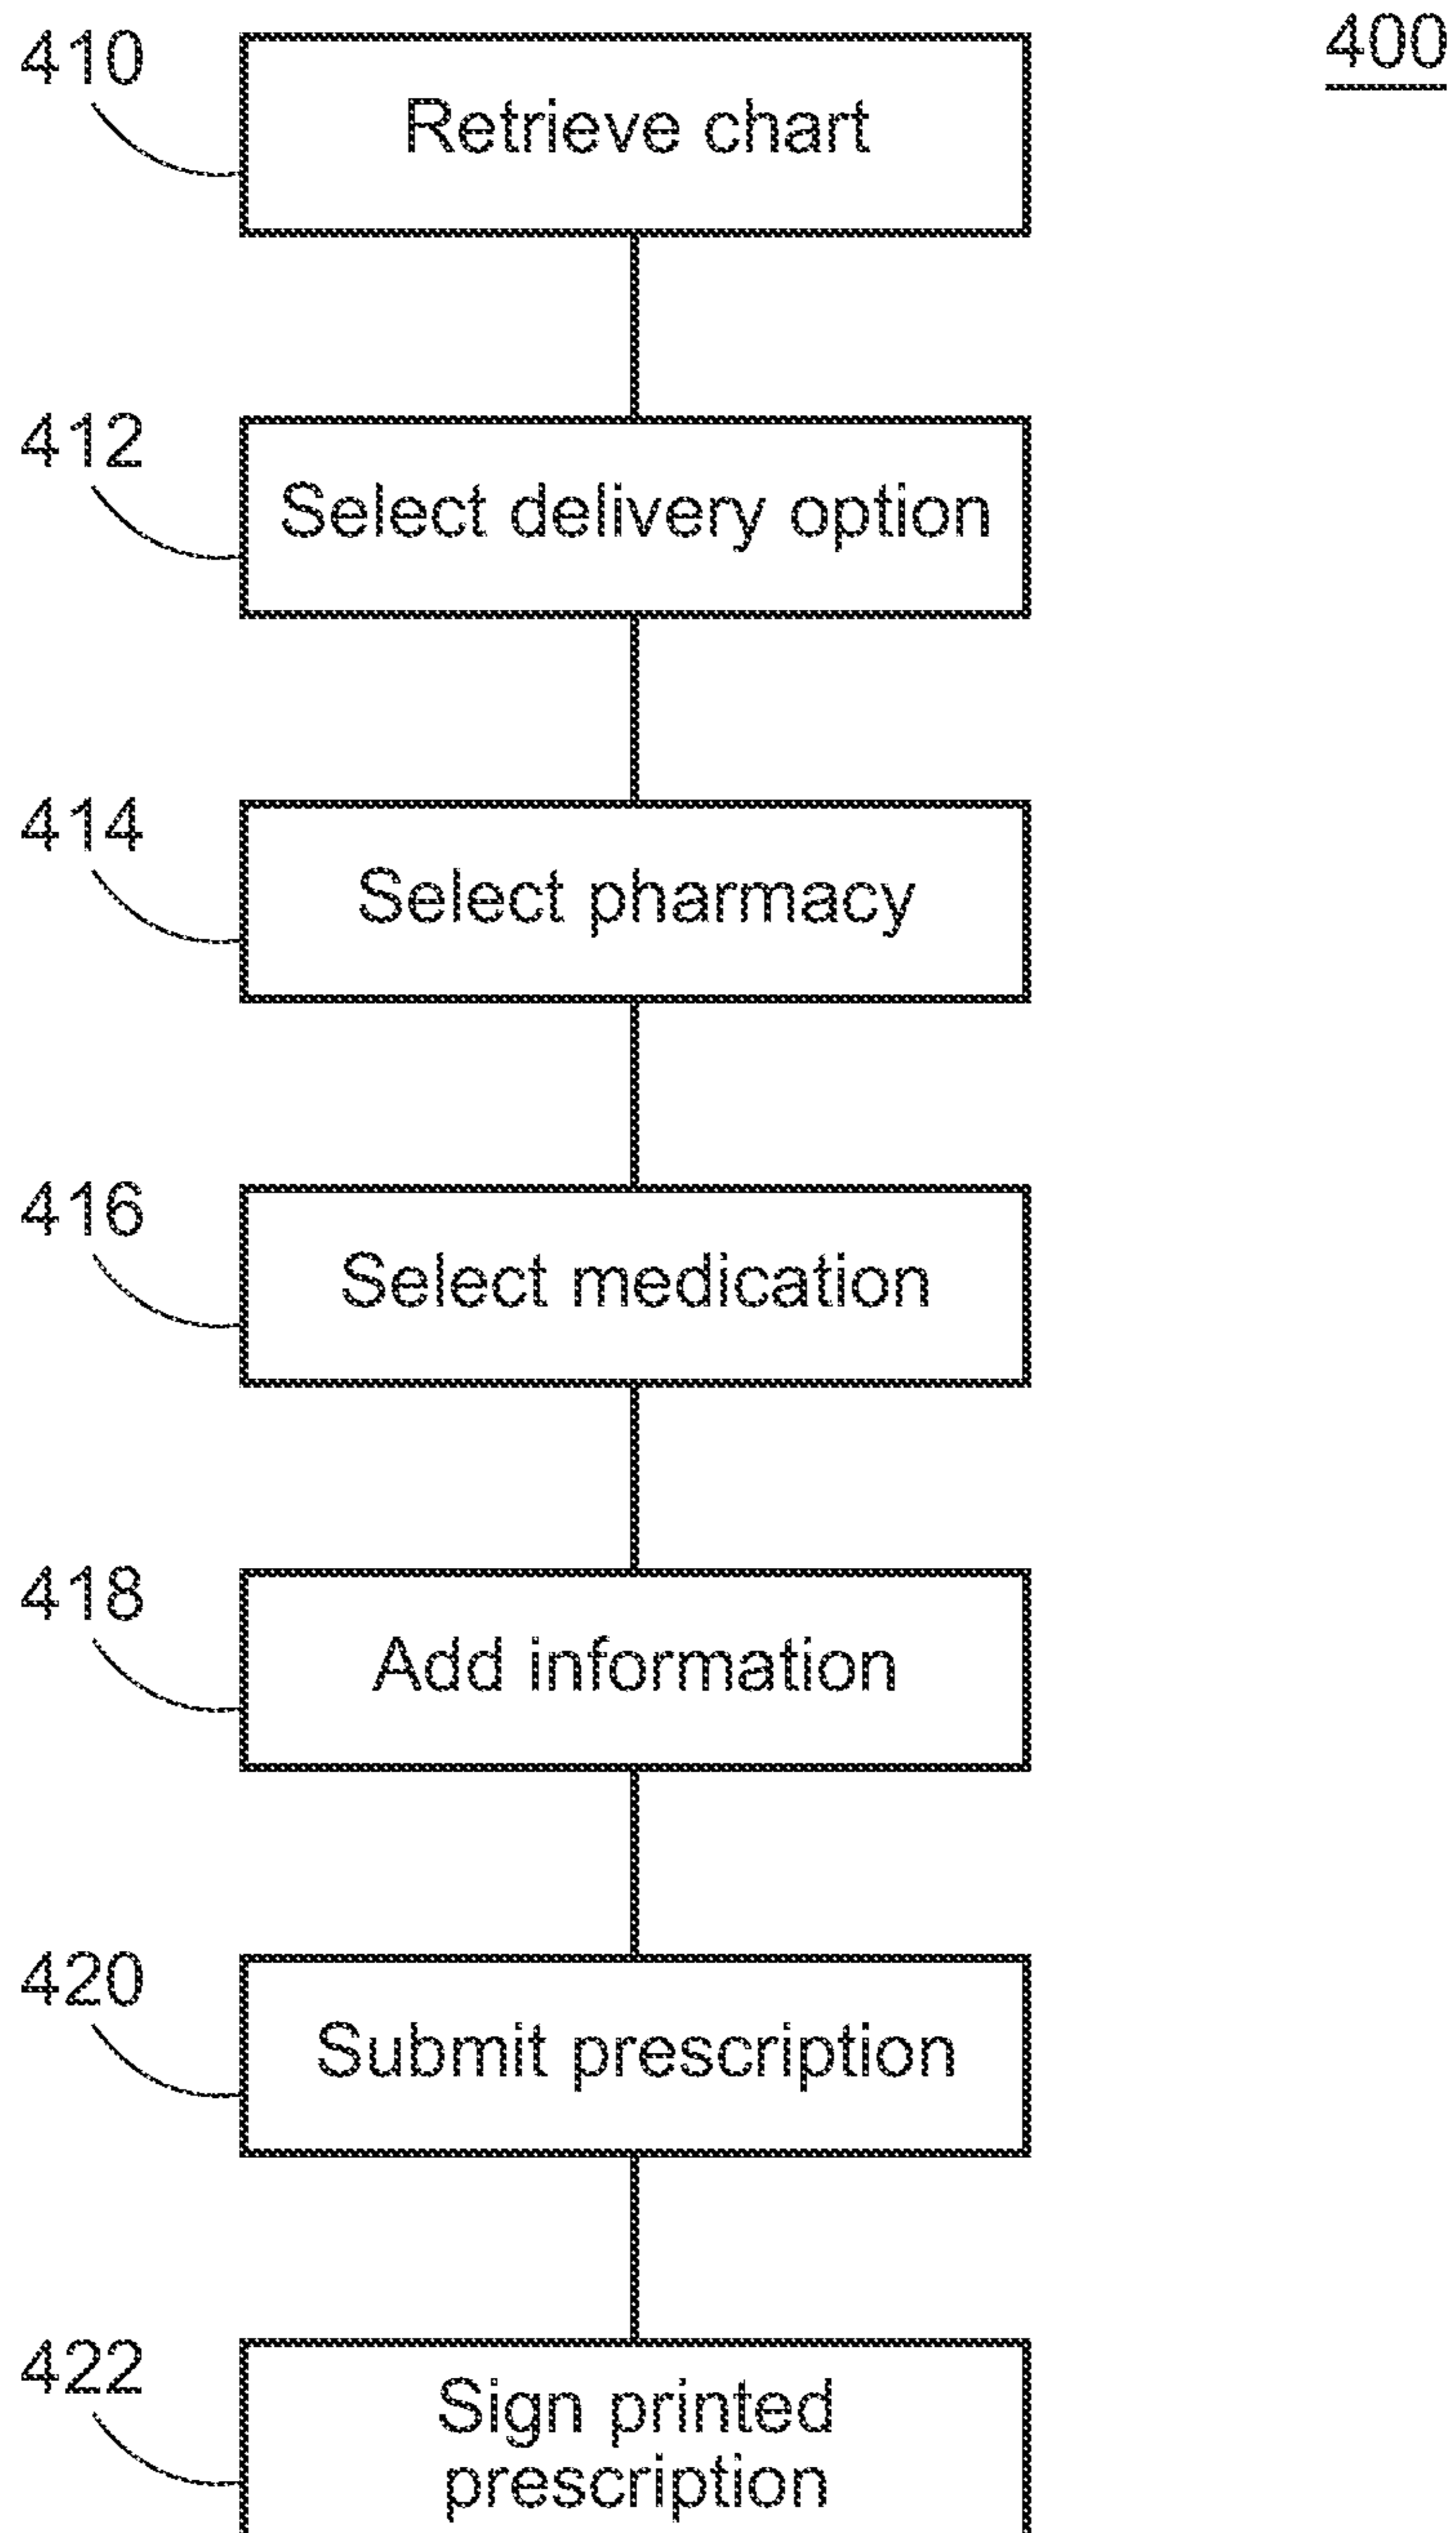 400
410
Retrieve chart
412
Select delivery option
414
Select pharmacy
416
Select medication
418
Add information
420
Submit prescription
422
Sign printed
prescription